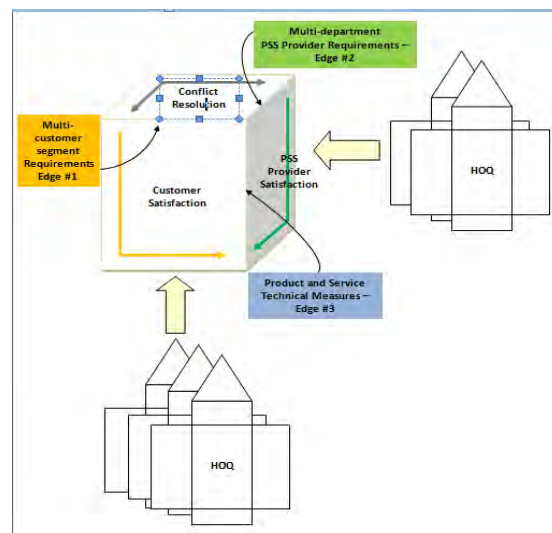 Multi-department
PSS Provider Requirements –
Edge #2
Conflict
Resolution
Multi-
customer
segment
Requirements
Edge #1
Customer
Satisfaction
PSS
Provider
Satisfaction
HOQ
Product and Service
Technical Measures –
Edge #3
HOQ